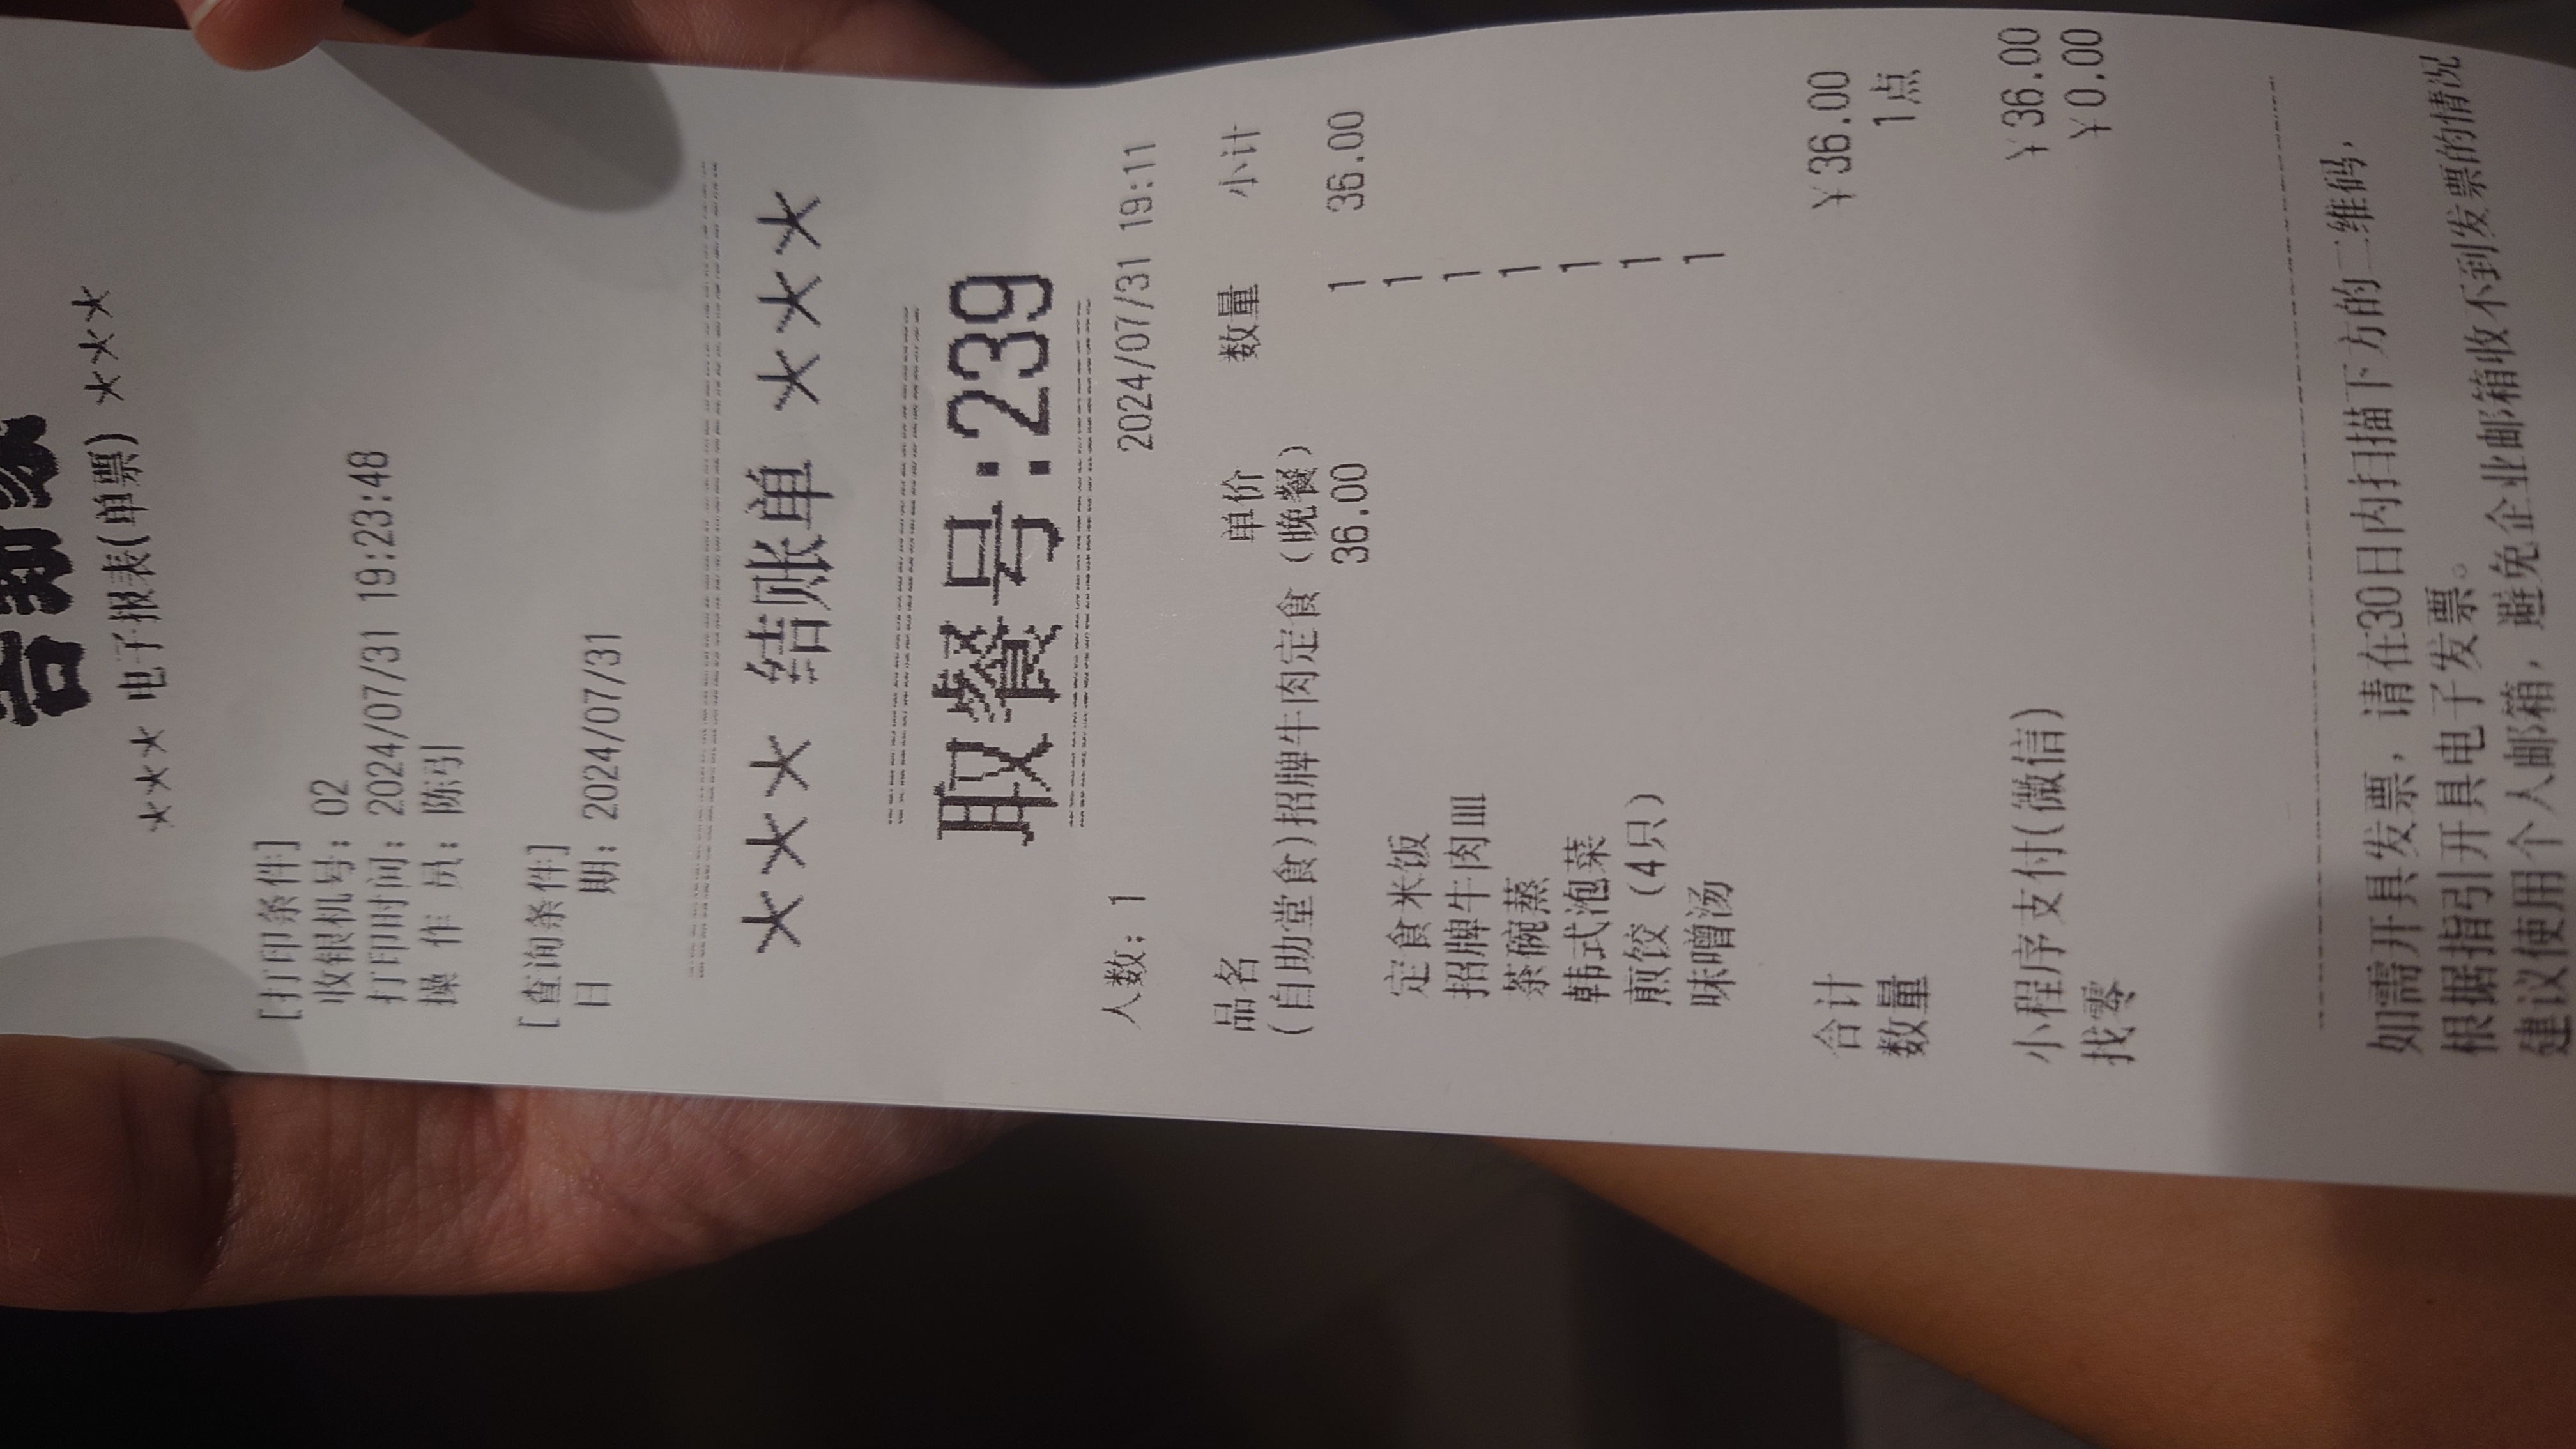 吉野家
*** 电子报表(单票) ***
[打印条件]
收银机号: 02
打印时间: 2024/07/31 19:23:48
操 作 员: 陈引
[查询条件]
日 期: 2024/07/31
*** 结账单 ***
取餐号:239
人数: 1 2024/07/31 19:11
品名 单价 数量 小计
(自助堂食)招牌牛肉定食 (晚餐)
36.00 1 36.00
定食米饭 1
招牌牛肉皿 1
茶碗蒸 1
韩式泡菜 1
煎饺 (4只) 1
味噌汤 1
合计 ¥36.00
数量 1点
小程序支付(微信) ¥36.00
找零 ¥0.00
如需开具发票, 请在30日内扫描下方的二维码,
根据指引开具电子发票。
建议使用个人邮箱, 避免企业邮箱收不到发票的情况